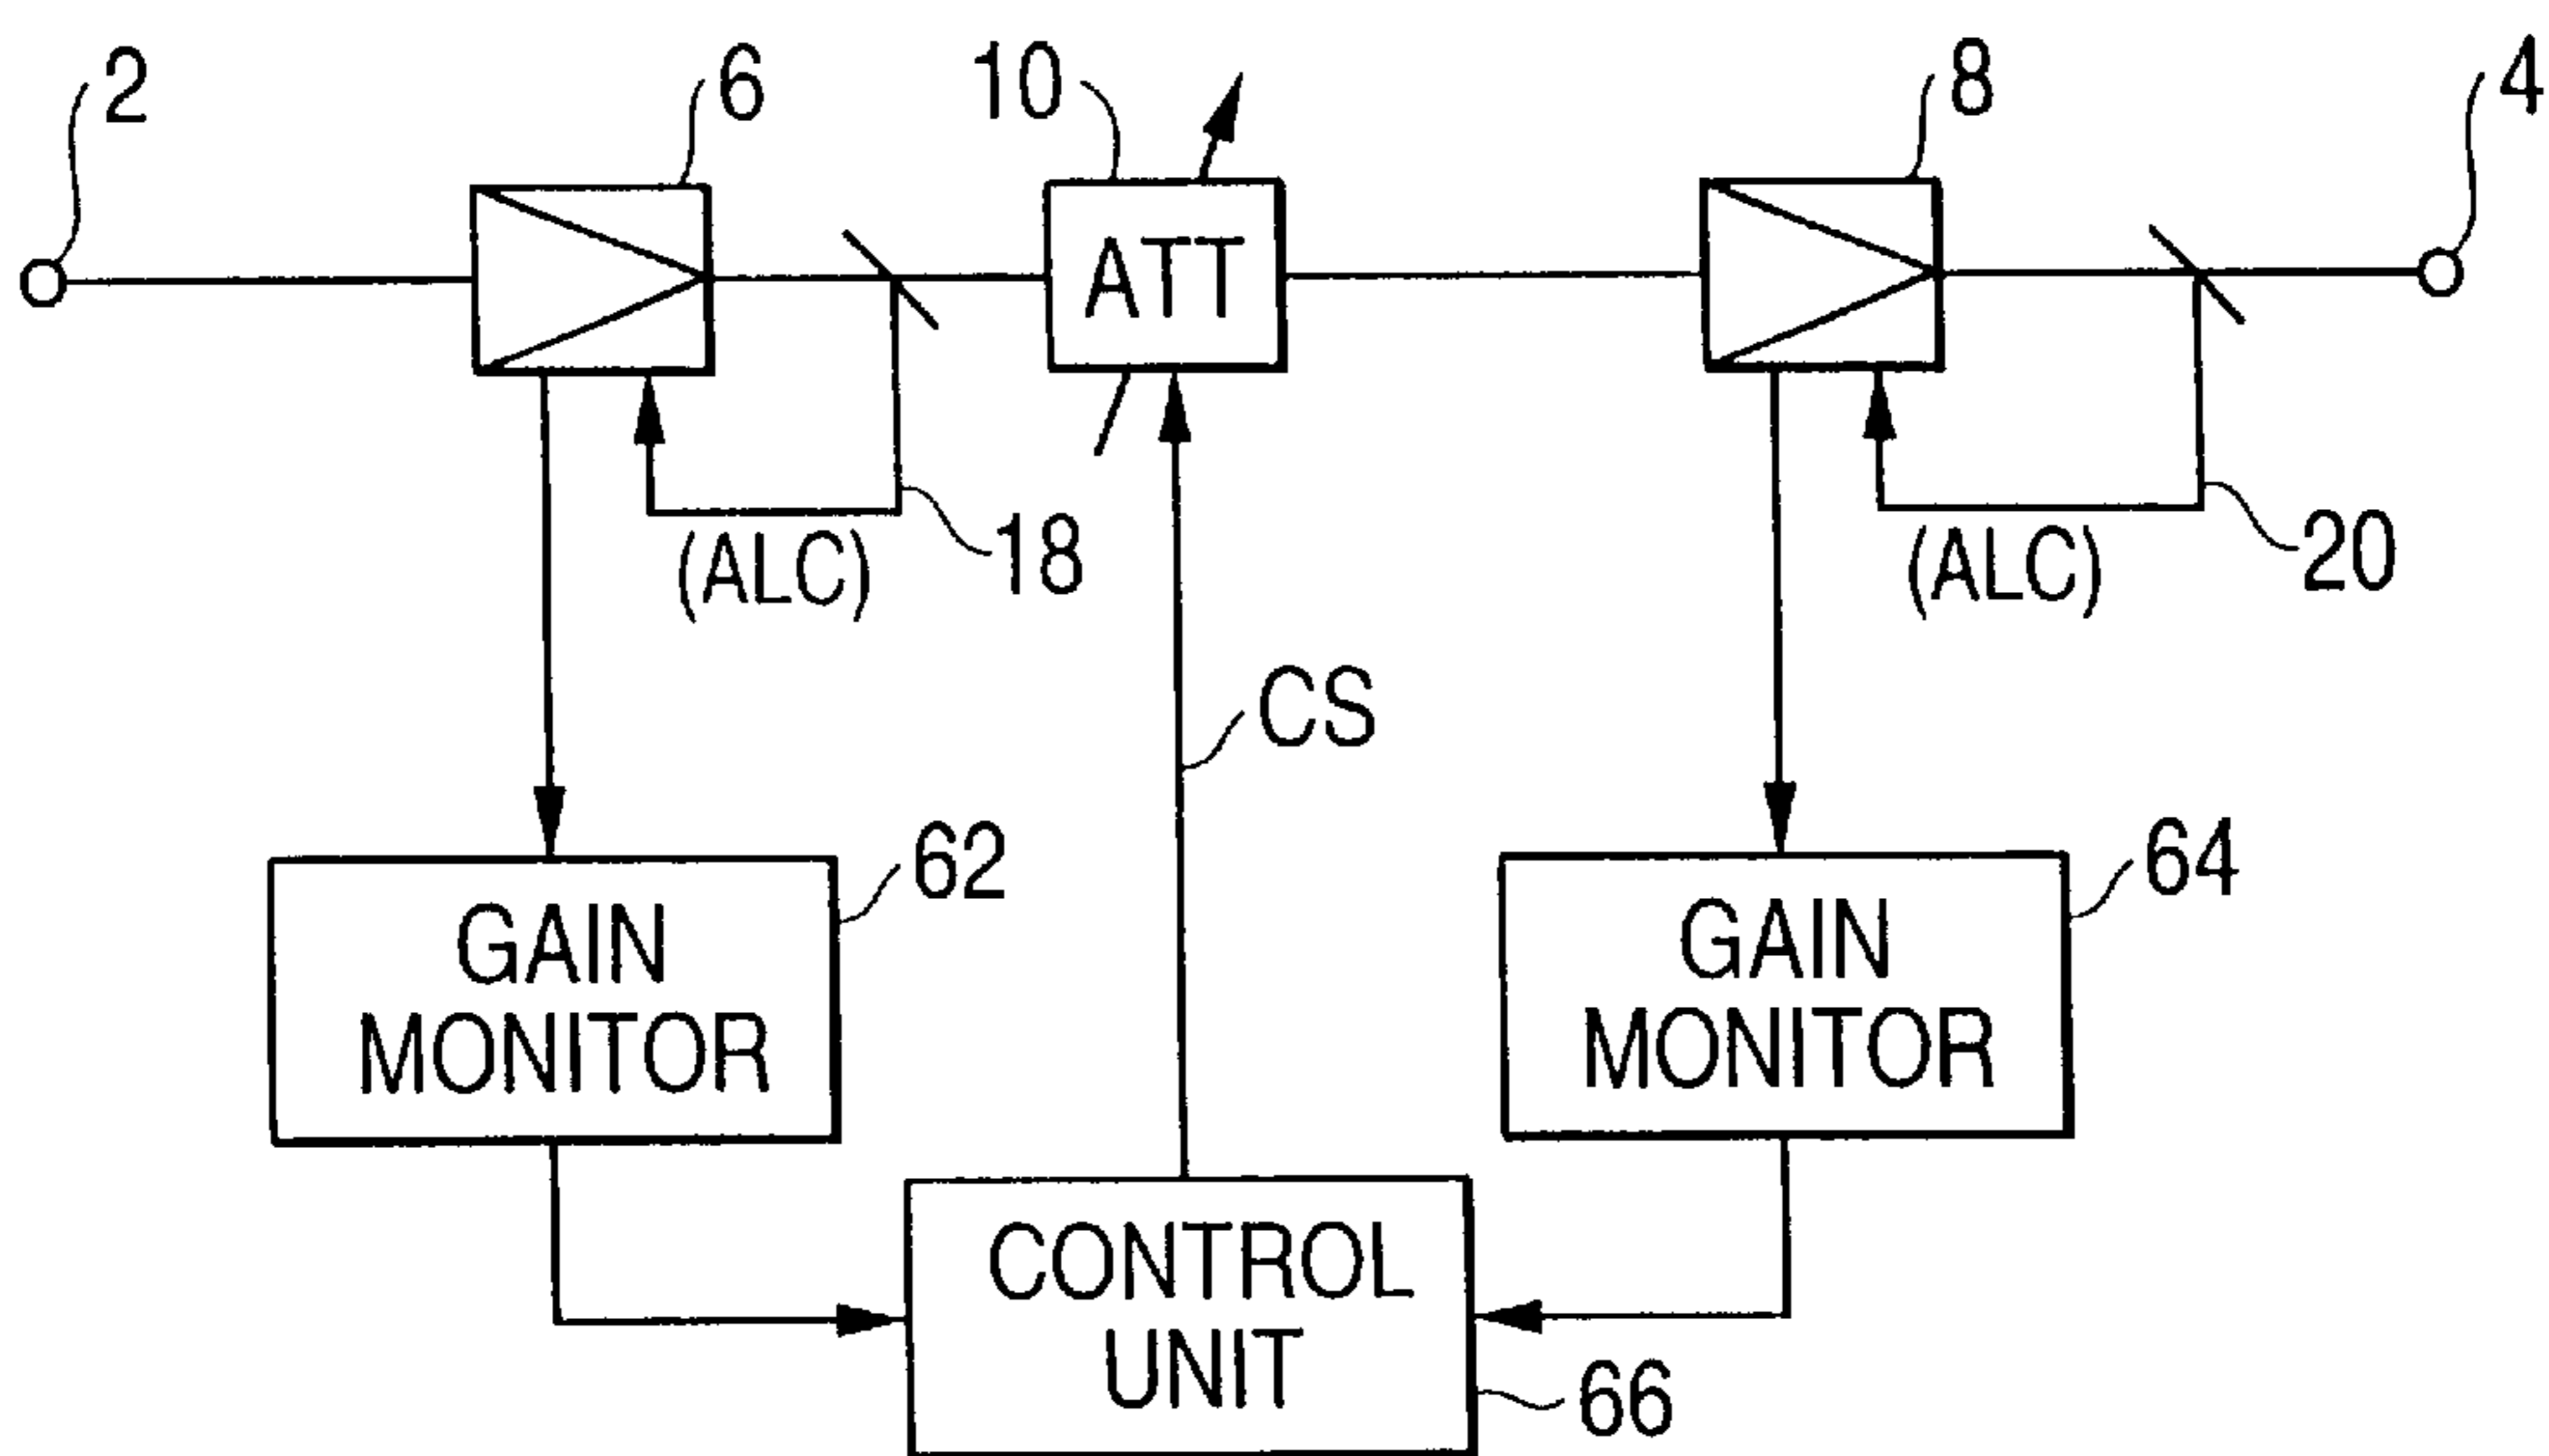 2
6
10
8
4
ATT
18
(ALC)
20
(ALC)
CS
62
64
GAIN
MONITOR
GAIN
MONITOR
CONTROL
UNIT
66